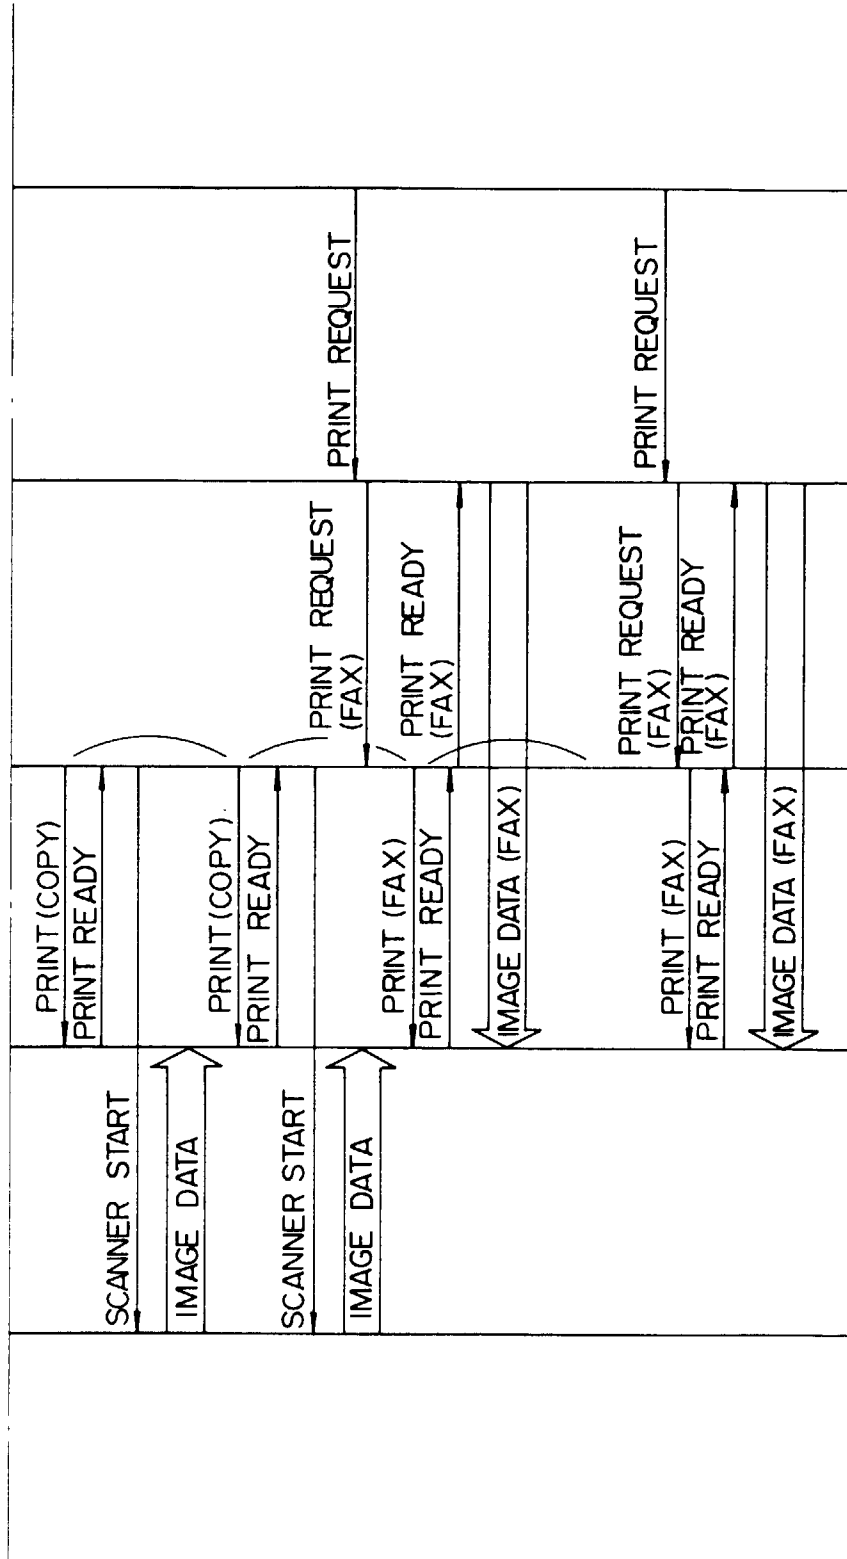 PRINT(COPY)
PRINT READY
SCANNER START
IMAGE DATA
PRINT(COPY)
PRINT READY
SCANNER START
IMAGE DATA
PRINT REQUEST
PRINT REQUEST
(FAX)
PRINT (FAX)
PRINT READY
PRINT READY
(FAX)
IMAGE DATA (FAX)
PRINT REQUEST
PRINT REQUEST
(FAX)
PRINT (FAX)
PRINT READY
PRINT READY
(FAX)
IMAGE DATA (FAX)